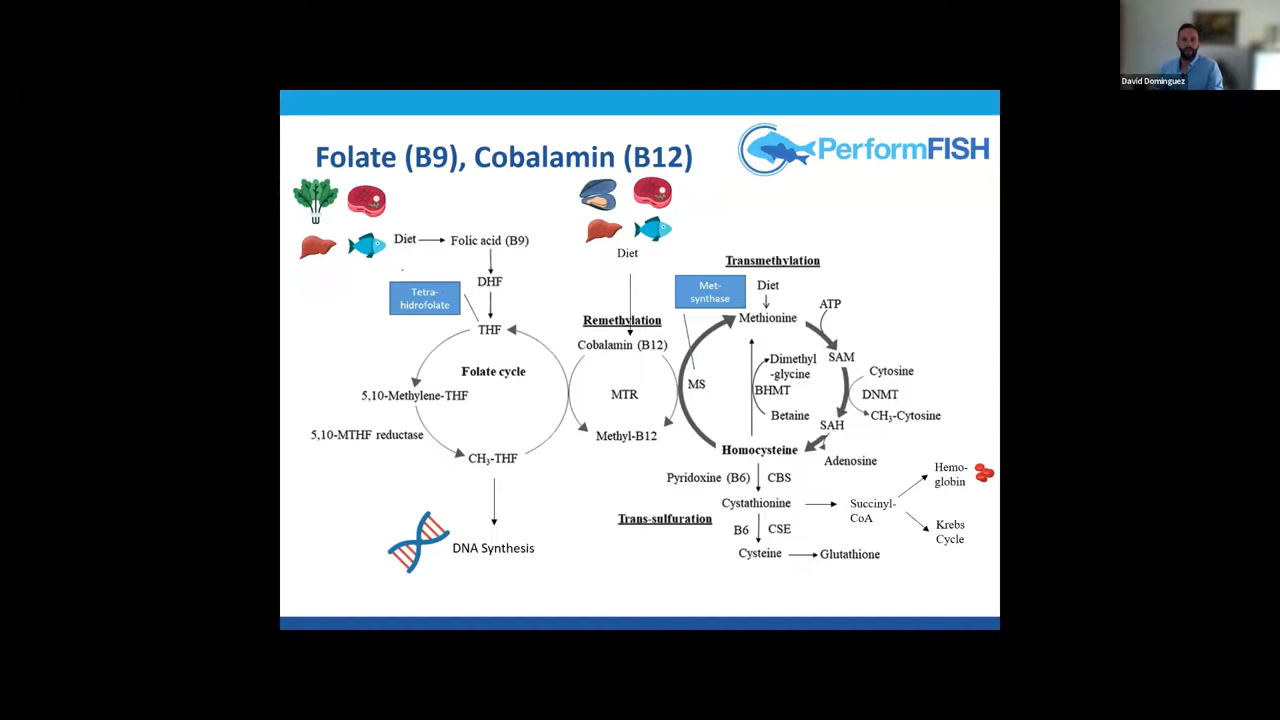 David Dominguez
Folate (B9), Cobalamin (B12)
PerformFISH
Diet
Folic acid (B9)
DHF
Tetra-
hidrofolate
THF
Folate cycle
5,10-Methylene-THF
5,10-MTHF reductase
CH3-THF
DNA Synthesis
Diet
Remethylation
Cobalamin (B12)
MTR
Methyl-B12
Transmethylation
Met-
synthase
Diet
Methionine
ATP
SAM
MS
Dimethyl
-glycine
BHMT
Betaine
Cytosine
DNMT
CH3-Cytosine
SAH
Adenosine
Homocysteine
Pyridoxine (B6)
CBS
Cystathionine
Trans-sulfuration
B6
CSE
Cysteine
Glutathione
Succinyl-
CoA
Hemo-
globin
Krebs
Cycle